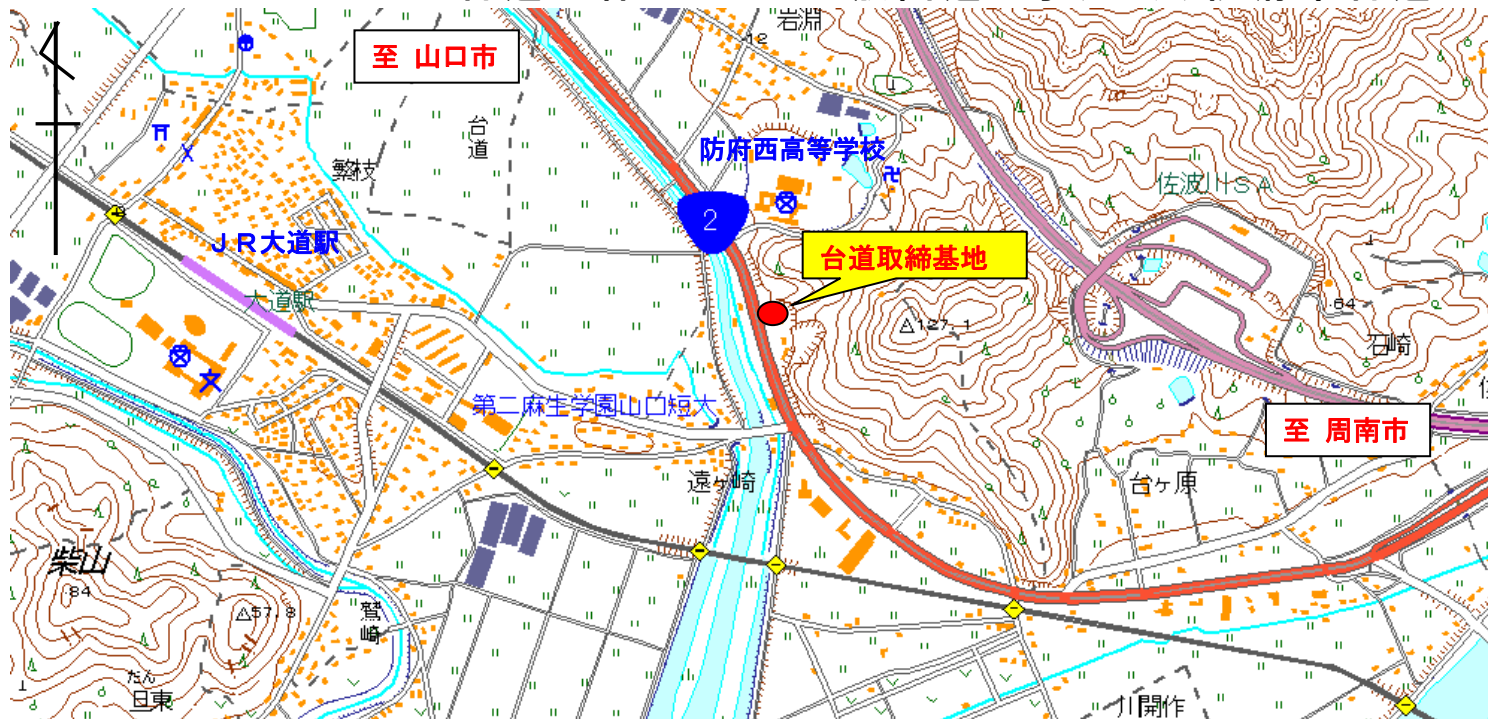 岩淵
12
至 山口市
台道
防府西高等学校
繁枝
佐波川SA
2
JR大道駅
台道取締基地
大道駅
64
127.1
石崎
第二麻生学園山口短大
至 周南市
遠ヶ崎
台ヶ原
柴山
84
57.8
鷲崎
だん
旦東
川開作